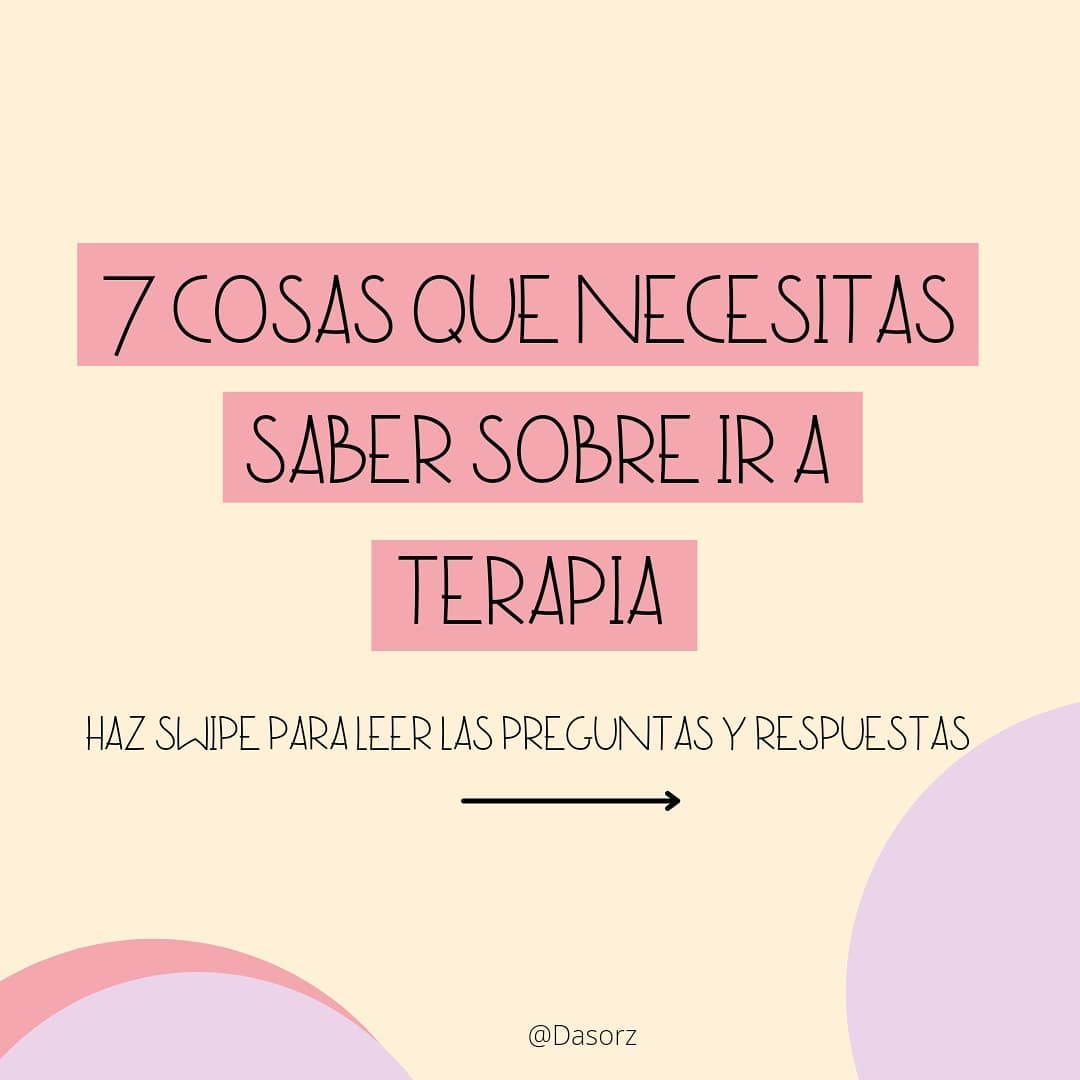 7 COSAS QUE NECESITAS
SABER SOBRE IR A
TERAPIA
HAZ SWIPE PARA LEER LAS PREGUNTAS Y RESPUESTAS
@Dasorz